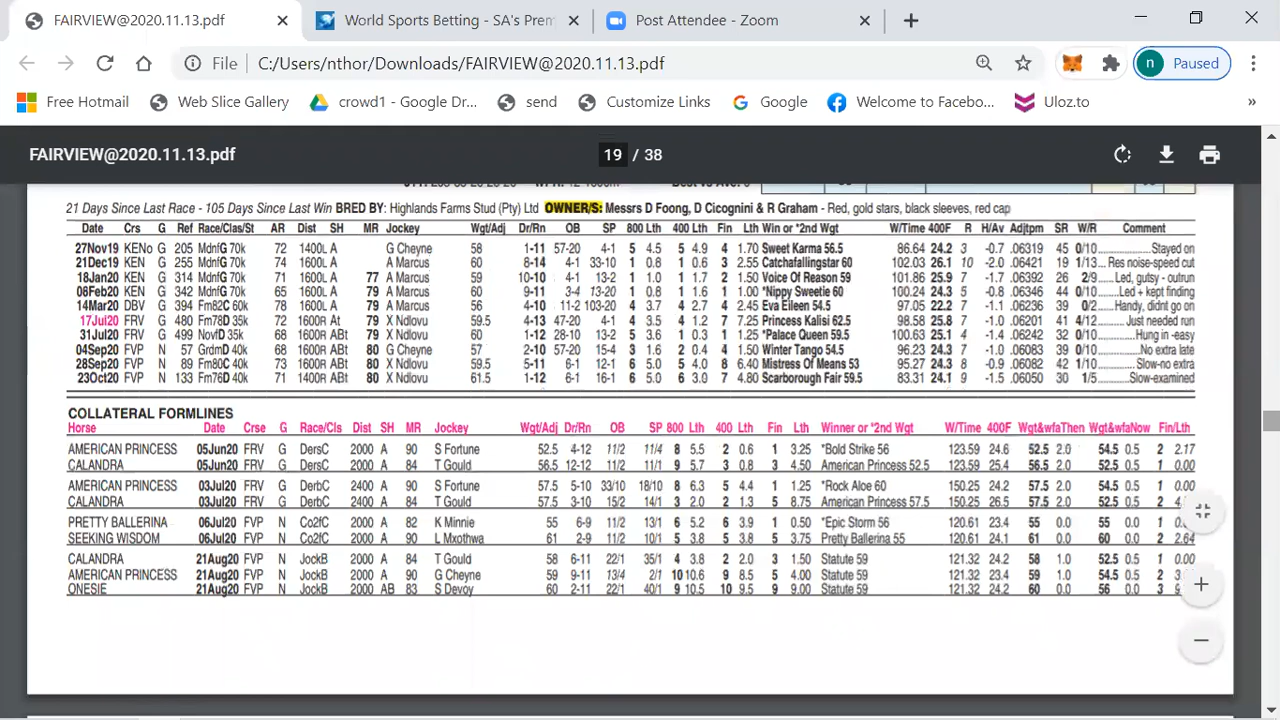 FAIRVIEW@2020.11.13.pdf
World Sports Betting - SA's Prem
Post Attendee - Zoom
File C:/Users/nthor/Downloads/FAIRVIEW@2020.11.13.pdf
n Paused
Free Hotmail Web Slice Gallery crowd1 - Google Dr... send Customize Links Google Welcome to Facebo... Uloz.to »
FAIRVIEW@2020.11.13.pdf 19 / 38
21 Days Since Last Race - 105 Days Since Last Win BRED BY: Highlands Farms Stud (Pty) Ltd OWNER/S: Messrs D Foong, D Cicognini & R Graham - Red, gold stars, black sleeves, red cap
Date Crs G Ref Race/Clas/St AR Dist SH MR Jockey Wgt/Adj Dr/Rn OB SP 800 Lth 400 Lth Fin Lth Win or *2nd Wgt W/Time 400F R H/Av Adjtpm SR W/R Comment
27Nov19 KENo G 205 MdnfG 70k 72 1400L A G Cheyne 58 1-11 57-20 4-1 5 4.5 5 4.9 4 1.70 Sweet Karma 56.5 86.64 24.2 3 -0.7 .06319 45 0/10 Stayed on
21Dec19 KEN G 255 MdnfG 70k 74 1600L A A Marcus 60 8-14 4-1 33-10 1 0.8 1 0.6 3 2.55 Catchafallingstar 60 102.03 26.1 10 -2.0 .06421 19 1/13 Res noise-speed cut
18Jan20 KEN G 314 MdnfG 70k 71 1600L A 77 A Marcus 59 10-10 4-1 13-2 1 1.0 1 1.7 2 1.25 Voice Of Reason 59 101.86 25.9 7 -1.7 .06392 26 2/9 Led, gutsy - outrun
08Feb20 KEN G 342 MdnfG 70k 65 1600L A 77 A Marcus 60 9-11 3-4 13-20 1 0.8 1 1.6 1 1.00 *Nippy Sweetie 60 100.24 24.3 5 -0.8 .06346 44 0/10 Led + kept finding
14Mar20 DBV G 394 Fm82C 60k 78 1600L A 79 A Marcus 56 4-10 11-2 103-20 4 3.7 4 2.7 4 2.45 Eva Eileen 54.5 97.05 22.2 7 -1.1 .06236 39 0/2 Handy, didnt go on
17Jul20 FRV G 480 Fm78D 35k 72 1600R At 79 X Ndlovu 59.5 4-13 47-20 4-1 4 3.5 4 1.2 7 7.25 Princess Kalisi 62.5 98.58 25.8 7 -1.0 .06201 41 4/12 Just needed run
31Jul20 FRV G 499 NovfD 35k 68 1600R ABt 79 X Ndlovu 59.5 1-10 28-10 13-2 5 3.6 1 0.3 1 1.25 *Palace Queen 59.5 100.63 25.1 4 -1.4 .06242 32 0/10 Hung in -easy
04Sep20 FVP N 57 GrdmD 40k 68 1600R ABt 80 G Cheyne 57 2-10 57-20 15-4 3 1.6 2 0.4 4 1.50 Winter Tango 54.5 96.23 24.3 7 -1.0 .06083 39 0/10 No extra late
28Sep20 FVP N 89 Fm80C 40k 73 1600R ABt 80 X Ndlovu 59.5 5-11 6-1 13-2 6 5.0 5 4.0 8 6.40 Mistress Of Means 53 95.27 24.3 8 -0.9 .06082 42 1/10 Slow-no extra
23Oct20 FVP N 133 Fm76D 40k 71 1400R ABt 80 X Ndlovu 61.5 1-12 6-1 16-1 6 5.0 6 3.0 7 4.80 Scarborough Fair 59.5 83.31 24.1 9 -1.5 .06050 30 1/5 Slow-examined
COLLATERAL FORMLINES
Horse Date Crse G Race/Cls Dist SH MR Jockey Wgt/Adj Dr/Rn OB SP 800 Lth 400 Lth Fin Lth Winner or *2nd Wgt W/Time 400F Wgt&wfaThen Wgt&wfaNow Fin/Lth
AMERICAN PRINCESS 05Jun20 FRV G DersC 2000 A 90 S Fortune 52.5 4-12 11/2 11/4 8 5.5 2 0.6 1 3.25 *Bold Strike 56 123.59 24.6 52.5 2.0 54.5 0.5 2 2.17
CALANDRA 05Jun20 FRV G DersC 2000 A 84 T Gould 56.5 12-12 11/1 11/1 9 5.7 3 0.8 3 4.50 American Princess 52.5 123.59 25.4 56.5 2.0 52.5 0.5 1 0.00
AMERICAN PRINCESS 03Jul20 FRV G DerbC 2400 A 90 S Fortune 57.5 5-10 33/10 18/10 8 6.3 5 4.4 1 1.25 *Rock Aloe 60 150.25 24.2 57.5 2.0 54.5 0.5 1 0.00
CALANDRA 03Jul20 FRV G DerbC 2400 A 84 T Gould 57.5 3-10 15/2 14/1 3 2.0 2 1.3 5 8.75 American Princess 57.5 150.25 26.5 57.5 2.0 52.5 0.5 2 4.
PRETTY BALLERINA 06Jul20 FVP N Co2fC 2000 A 82 K Minnie 55 6-9 11/2 13/1 6 5.2 6 3.9 1 0.50 *Epic Storm 56 120.61 23.4 55 0.0 55 0.0 1 0.
SEEKING WISDOM 06Jul20 FVP N Co2fC 2000 A 90 L Mxothwa 61 2-9 11/2 11/1 5 3.8 5 3.8 5 3.75 Pretty Ballerina 55 120.61 24.1 61 0.0 60 0.0 2 2.64
CALANDRA 21Aug20 FVP N JockB 2400 A 84 T Gould 58 6-11 22/1 35/1 4 3.8 2 2.0 3 1.50 Statute 59 121.32 24.2 58 1.0 52.5 0.5 1 0.00
AMERICAN PRINCESS 21Aug20 FVP N JockB 2000 A 90 G Cheyne 59 9-11 13/4 2/1 10 10.6 9 8.5 5 4.00 Statute 59 121.32 23.4 59 1.0 54.5 0.5 2 3.
ONESIE 21Aug20 FVP N JockB 2000 AB 83 S Devoy 60 2-11 22/1 40/1 9 10.5 10 9.5 9 9.00 Statute 59 121.32 24.2 60 0.0 56 0.0 3 9.